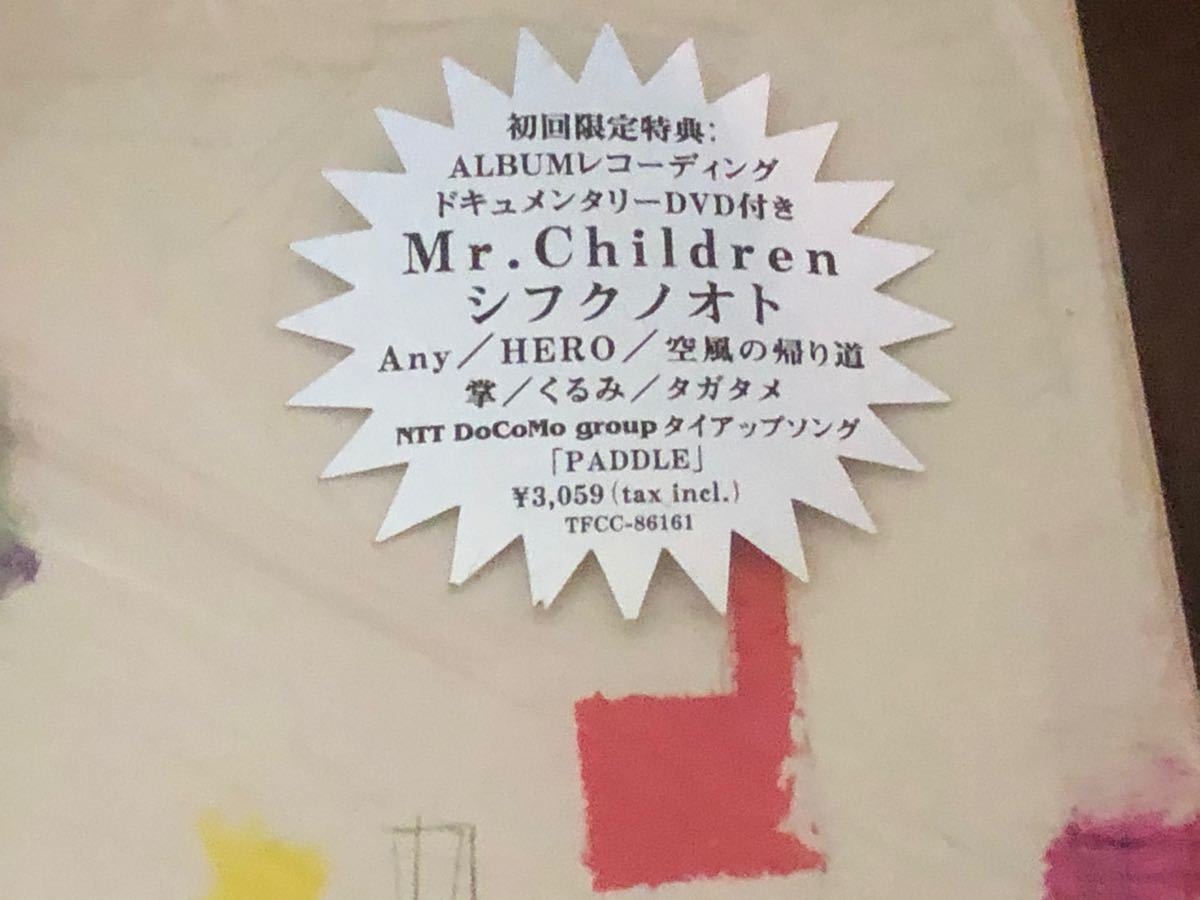 初回限定特典:
ALBUMレコーディング
ドキュメンタリーDVD付き
Mr.Children
シフクノオト
Any/HERO/空風の帰り道
掌/くるみ/タガタメ
NTT DoCoMo groupタイアップソング
「PADDLE」
¥3,059(tax incl.)
TFCC-86161